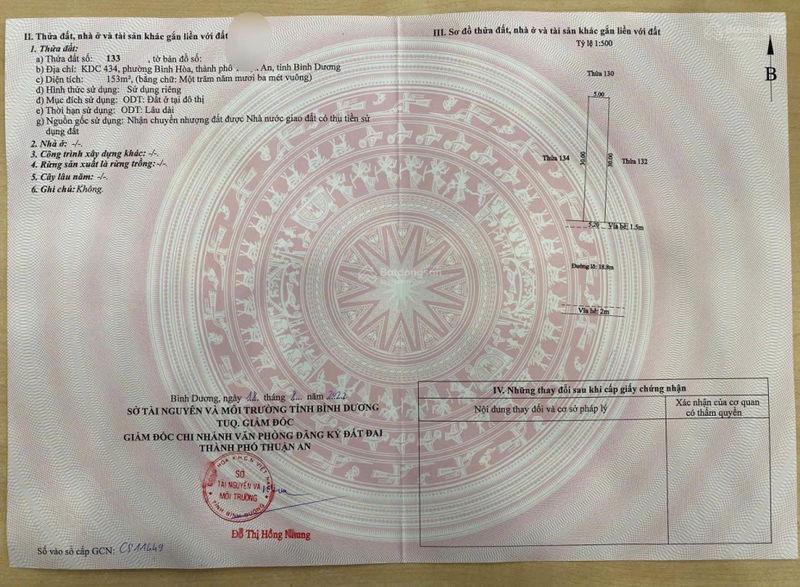 II. Thửa đất, nhà ở và tài sản khác gắn liền với đất
1. Thửa đất:
a) Thửa đất số: 133 , tờ bản đồ số:
b) Địa chỉ: KDC 434, phường Bình Hòa, thành phố An, tỉnh Bình Dương
c) Diện tích: 153m², (bằng chữ: Một trăm năm mươi ba mét vuông)
d) Hình thức sử dụng: Sử dụng riêng
đ) Mục đích sử dụng: ODT: Đất ở tại đô thị
e) Thời hạn sử dụng: ODT: Lâu dài
g) Nguồn gốc sử dụng: Nhận chuyển nhượng đất được Nhà nước giao đất có thu tiền sử
dụng đất
2. Nhà ở: -/-.
3. Công trình xây dựng khác:-/-.
4. Rừng sản xuất là rừng trồng:-/-.
5. Cây lâu năm: -/-.
6. Ghi chú:Không.
Bình Dương, ngày tháng năm
SỞ TÀI NGUYÊN VÀ MÔI TRƯỜNG TỈNH BÌNH DƯƠNG
TUQ. GIÁM ĐỐC
GIÁM ĐỐC CHI NHÁNH VĂN PHÒNG ĐĂNG KÝ ĐẤT ĐAI
THÀNH PHỐ THUẬN AN
SỞ
TÀI NGUYÊN VÀ
MÔI TRƯỜNG
TỈNH BÌNH DƯƠNG
Đỗ Thị Hồng Nhung
Số vào sổ cấp GCN: CS11449
III. Sơ đồ thửa đất, nhà ở và tài sản khác gắn liền với đất
Tỷ lệ 1:500
B
Thửa 130
5.00
Thửa 134
30.00
30.00
Thửa 132
5.20
Vỉa hè: 1.5m
Đường lô: 18.8m
Vỉa hè: 2m
Batdongsan
IV. Những thay đổi sau khi cấp giấy chứng nhận
Nội dung thay đổi và cơ sở pháp lý
Xác nhận của cơ quan
có thẩm quyền